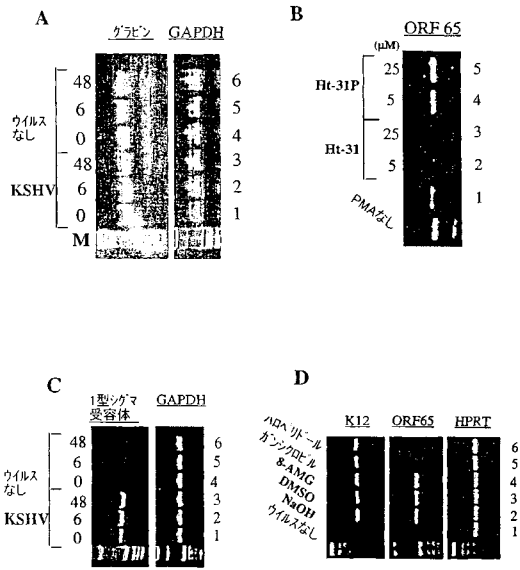 A
グラビン GAPDH
48 6
6 5
ウイルス
なし
0 4
48 3
KSHV 6 2
0 1
M
B
ORF 65
(μM)
25 5
Ht-31P
5 4
25 3
Ht-31
5 2
PMAなし 1
C
1型シグマ
受容体 GAPDH
48 6
6 5
ウイルス
なし
0 4
48 3
KSHV 6 2
0 1
D
K12 ORF65 HPRT
ハロペリドール 6
ガンシクロビル 5
8-AMG 4
DMSO 3
NaOH 2
ウイルスなし 1